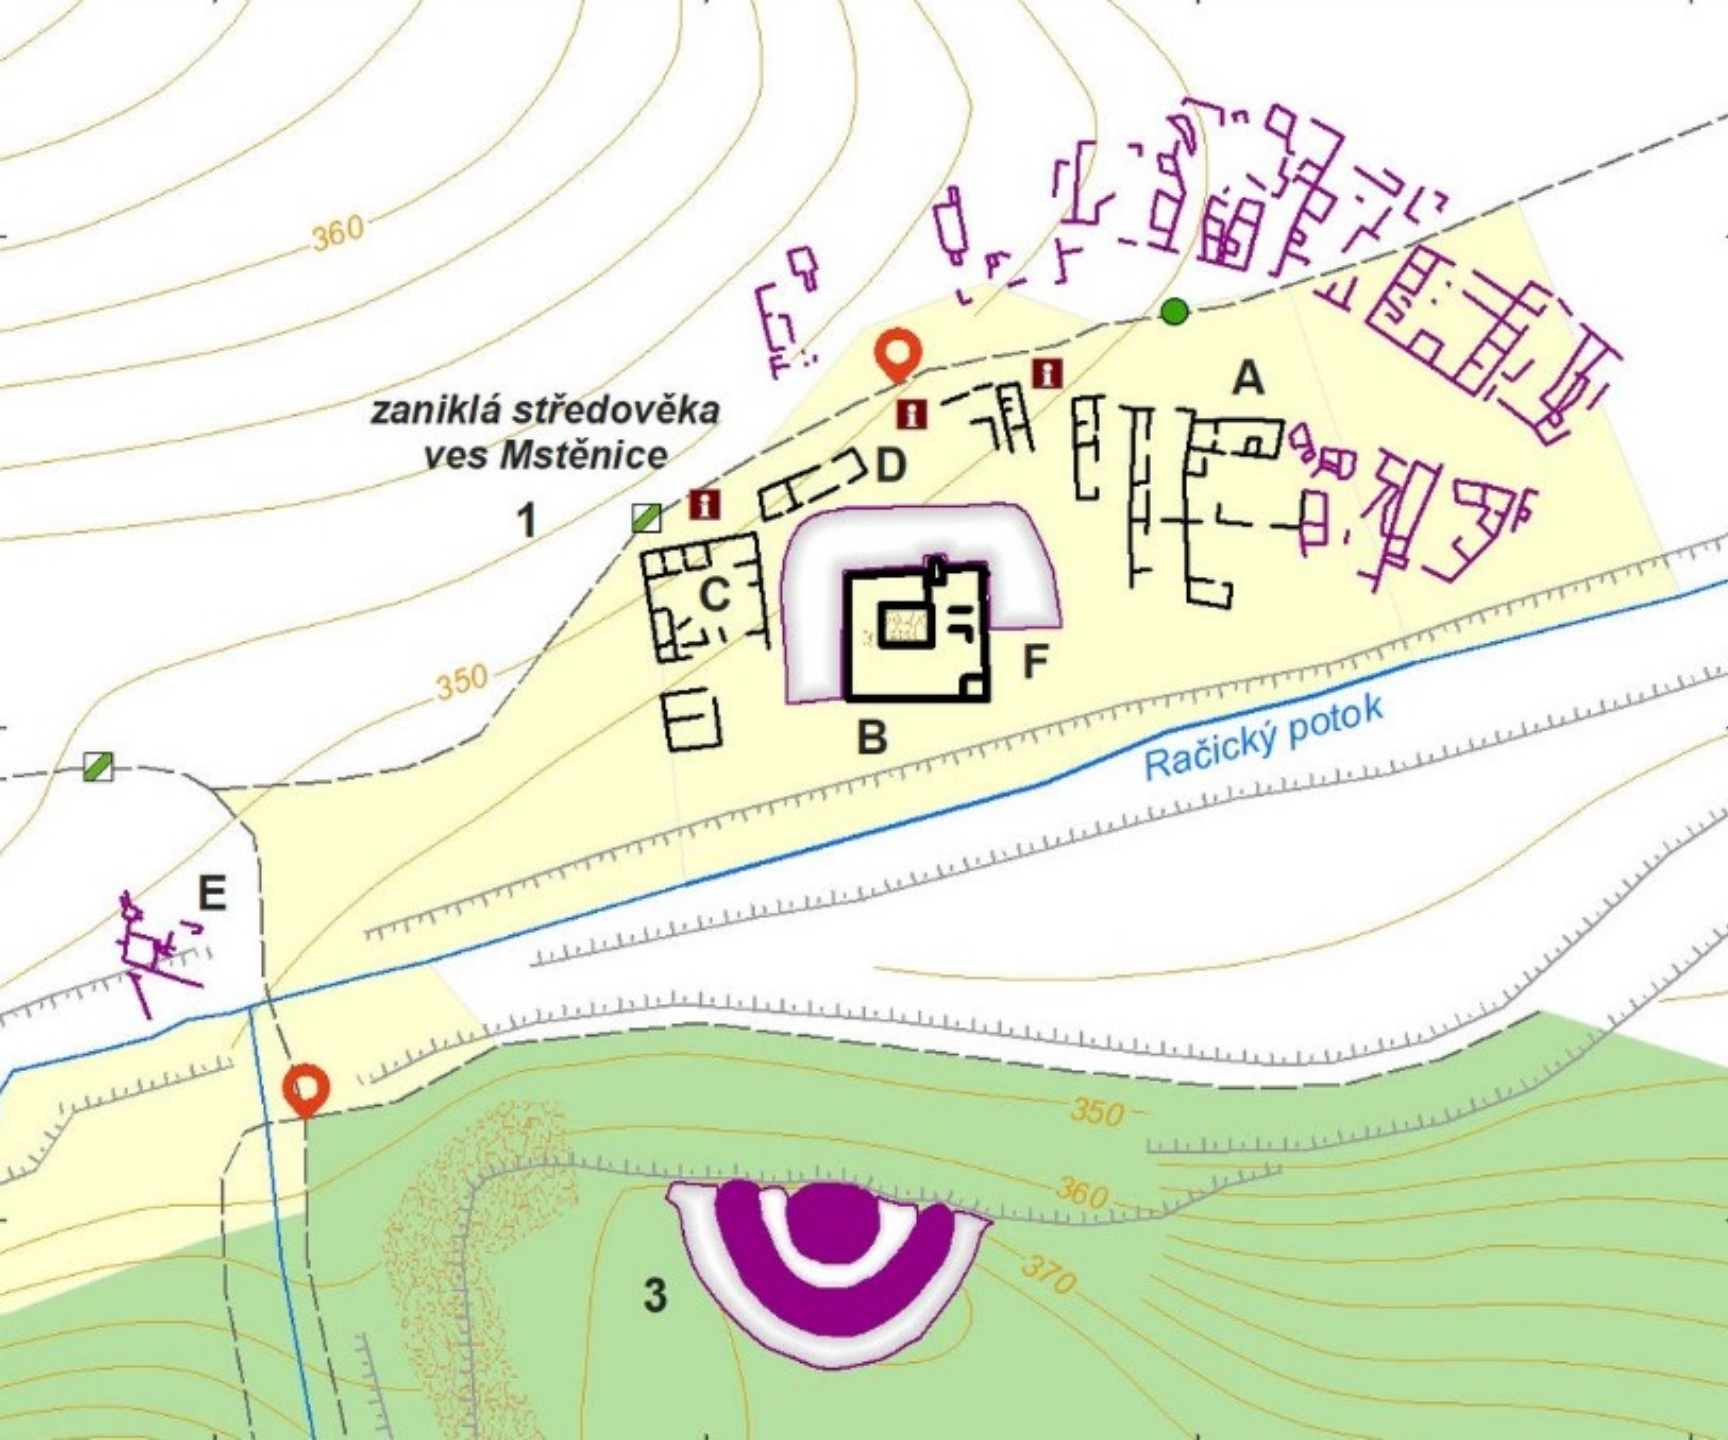 360
zaniklá středověka
ves Mstěnice
1
A
D
C
F
B
350
Račický potok
E
350
360
370
3
i
i
i